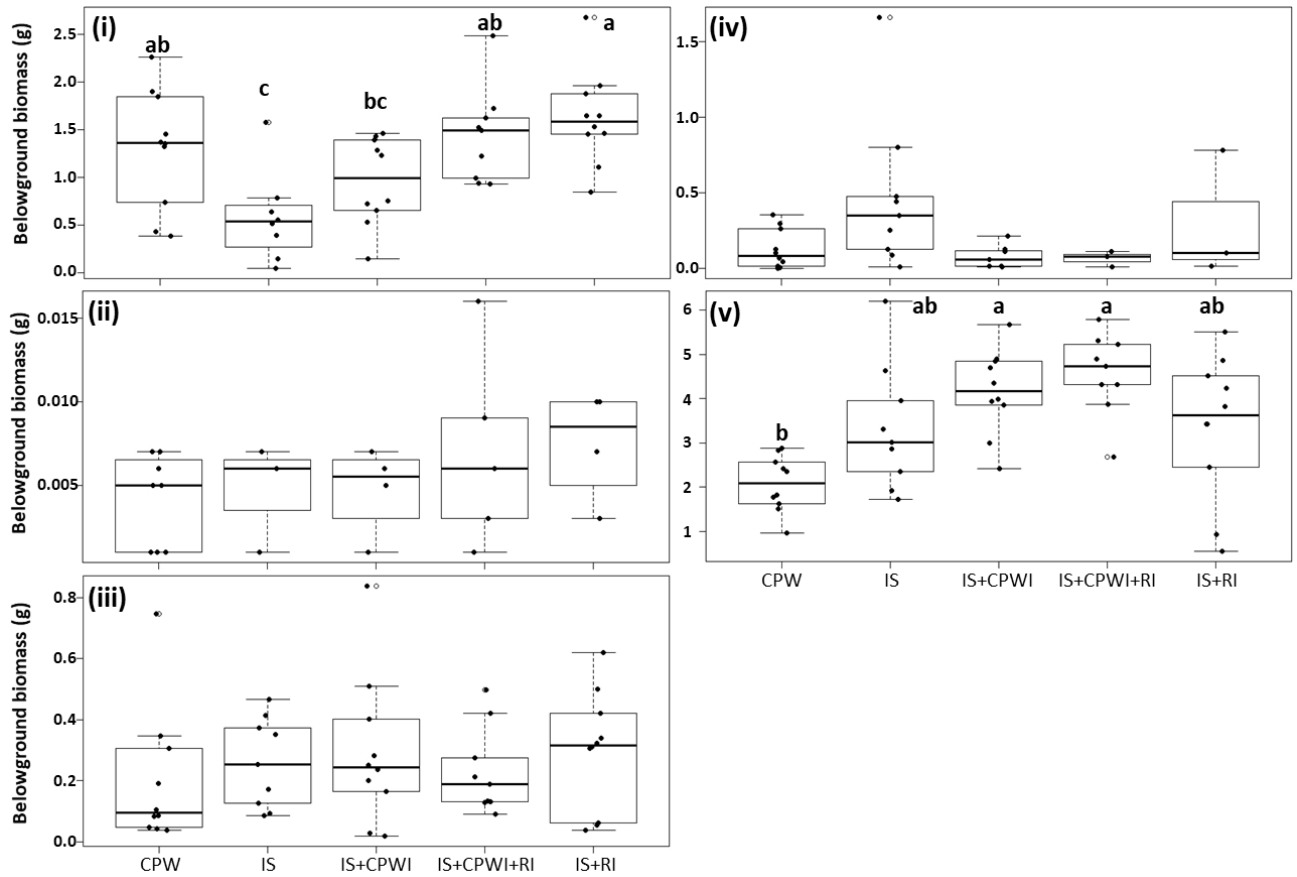 (i)
Belowground biomass (g)
2.5
2.0
1.5
1.0
0.5
0.0
ab
c
bc
ab
a
(iv)
1.5
1.0
0.5
0.0
(ii)
Belowground biomass (g)
0.015
0.010
0.005
(v)
6
5
4
3
2
1
b
ab
a
a
ab
CPW IS IS+CPWI IS+CPWI+RI IS+RI
(iii)
Belowground biomass (g)
0.8
0.6
0.4
0.2
0.0
CPW IS IS+CPWI IS+CPWI+RI IS+RI